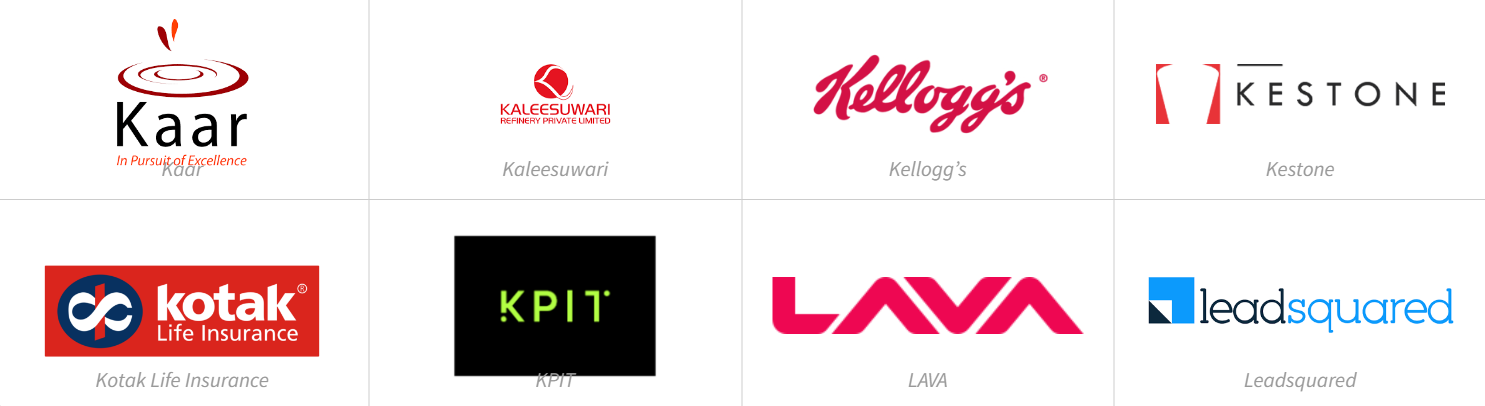 Kaar
In Pursuit of Excellence
Kaar
KALEESUWARI
REFINERY PRIVATE LIMITED
Kaleesuwari
Kellogg's ®
Kellogg’s
KESTONE
Kestone
kotak®
Life Insurance
Kotak Life Insurance
KPIT
KPIT
LAVA
LAVA
leadsquared
Leadsquared